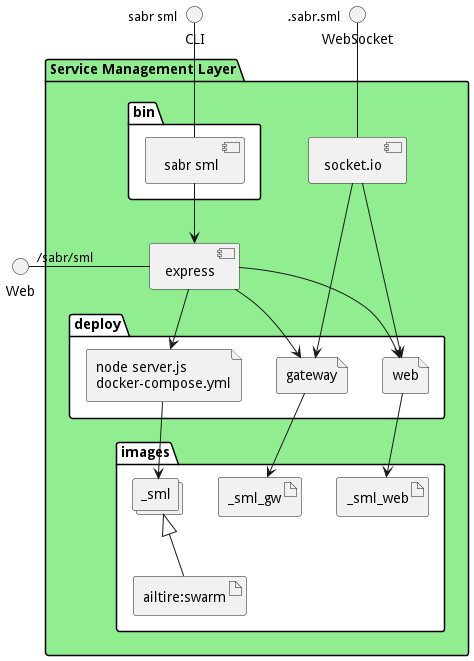 sabr sml
.sabr.sml
CLI
WebSocket
Service Management Layer
bin
sabr sml
socket.io
/sabr/sml
express
Web
deploy
node server.js
docker-compose.yml
gateway
web
images
_sml
_sml_gw
_sml_web
ailtire:swarm